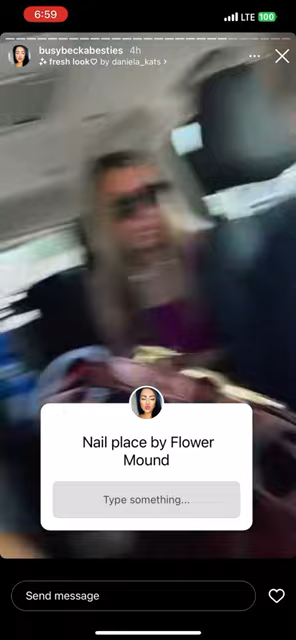 6:59
LTE 100
busybeckabesties 4h
fresh look♡ by daniela_kats >
Nail place by Flower
Mound
Type something...
Send message